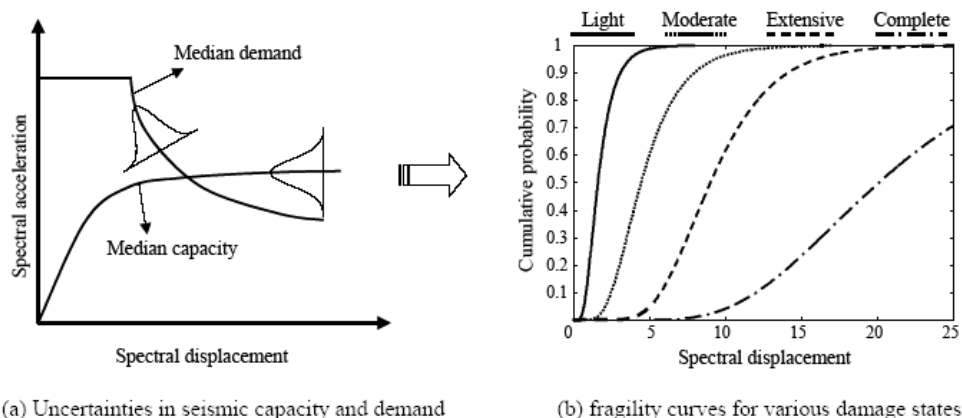 Median demand
Median capacity
Spectral acceleration
Spectral displacement
(a) Uncertainties in seismic capacity and demand
Light Moderate Extensive Complete
1
0.9
0.8
0.7
0.6
0.5
0.4
0.3
0.2
0.1
Cumulative probability
0 5 10 15 20 25
Spectral displacement
(b) fragility curves for various damage states